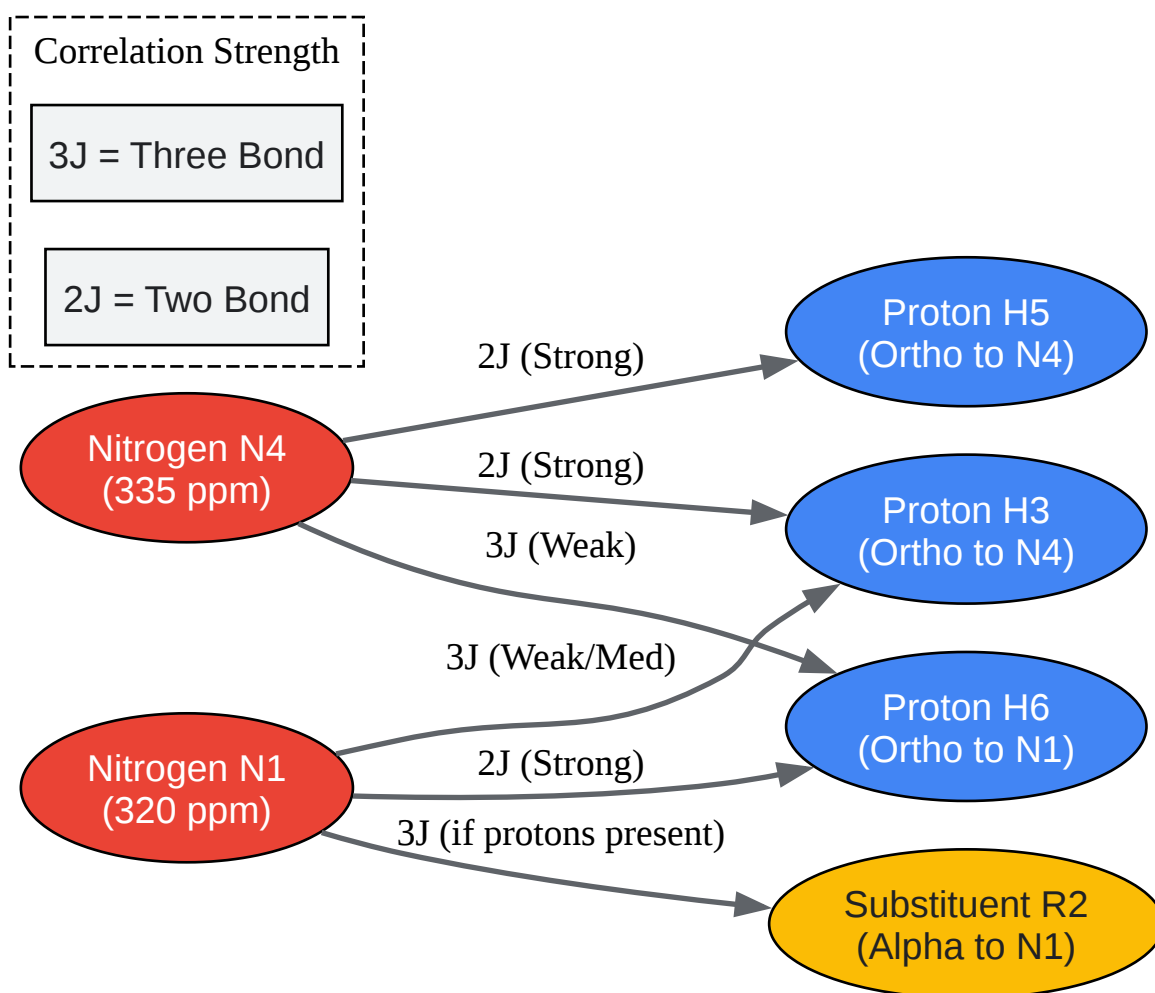 Correlation Strength
3J = Three Bond
2J = Two Bond
Nitrogen N4
(335 ppm)
2J (Strong)
2J (Strong)
3J (Weak)
Proton H5
(Ortho to N4)
Proton H3
(Ortho to N4)
Nitrogen N1
(320 ppm)
3J (Weak/Med)
2J (Strong)
3J (if protons present)
Proton H6
(Ortho to N1)
Substituent R2
(Alpha to N1)